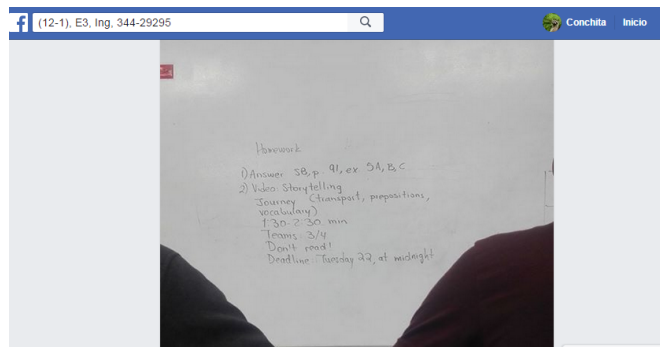 f
(12-1), E3, Ing, 344-29295
Conchita
Inicio
Homework
1) Answer SB, p. 91, ex 5A, B, C
2) Video: Storytelling
Journey (transport, prepositions,
vocabulary)
1:30-2:30 min
Teams: 3/4
Don't read!
Deadline: Tuesday 22, at midnight